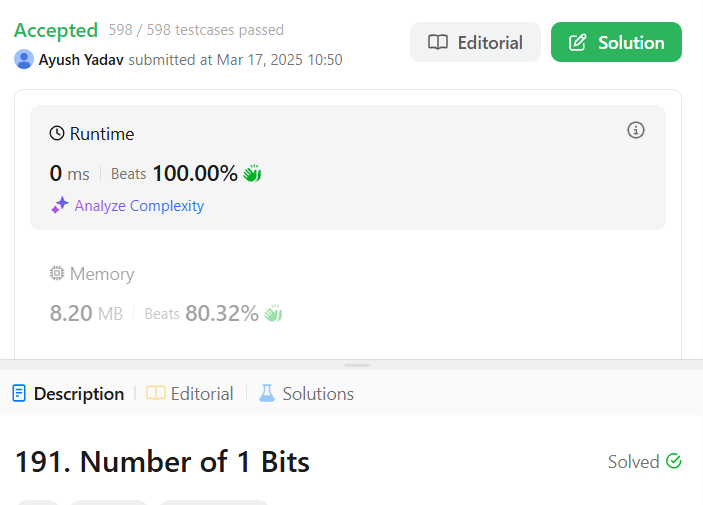 Accepted 598 / 598 testcases passed
Ayush Yadav submitted at Mar 17, 2025 10:50
Editorial
Solution
Runtime
0 ms Beats 100.00%
Analyze Complexity
Memory
8.20 MB Beats 80.32%
Description Editorial Solutions
191. Number of 1 Bits Solved